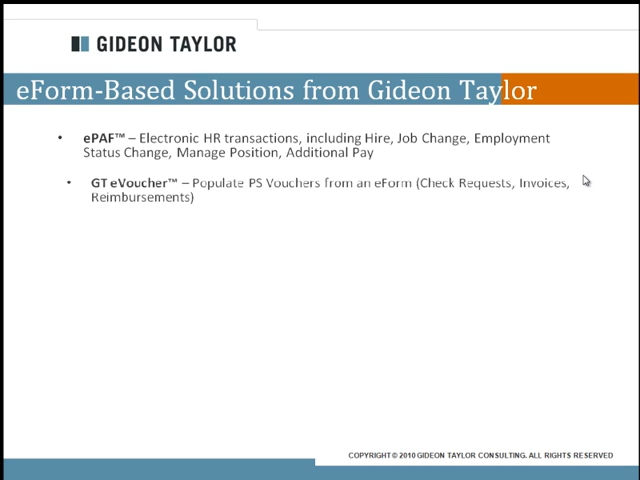 GIDEON TAYLOR
eForm-Based Solutions from Gideon Taylor
• ePAF™ – Electronic HR transactions, including Hire, Job Change, Employment
Status Change, Manage Position, Additional Pay
• GT eVoucher™ – Populate PS Vouchers from an eForm (Check Requests, Invoices,
Reimbursements)
COPYRIGHT © 2010 GIDEON TAYLOR CONSULTING. ALL RIGHTS RESERVED